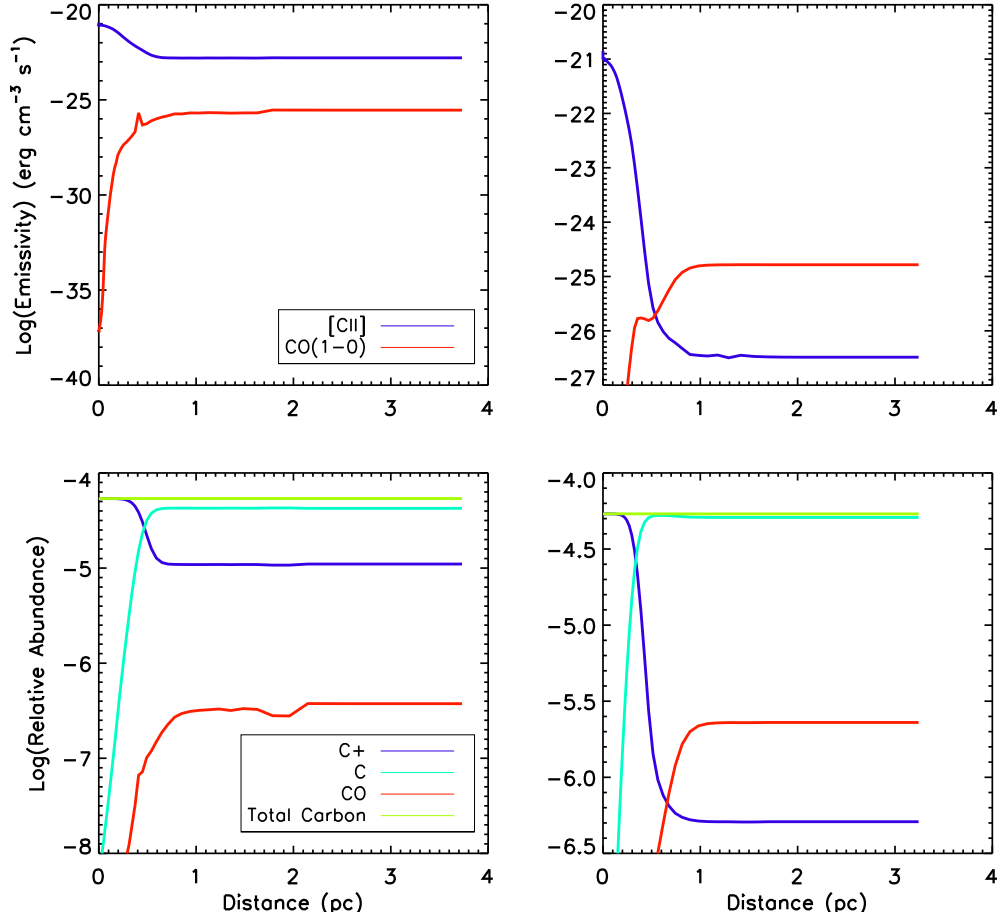 Log(Emissivity) (erg cm⁻³ s⁻¹)
−20
−25
−30
−35
−40
[CII]
CO(1−0)
0 1 2 3 4
−20
−21
−22
−23
−24
−25
−26
−27
0 1 2 3 4
Log(Relative Abundance)
−4
−5
−6
−7
−8
C+
C
CO
Total Carbon
0 1 2 3 4
Distance (pc)
−4.0
−4.5
−5.0
−5.5
−6.0
−6.5
0 1 2 3 4
Distance (pc)